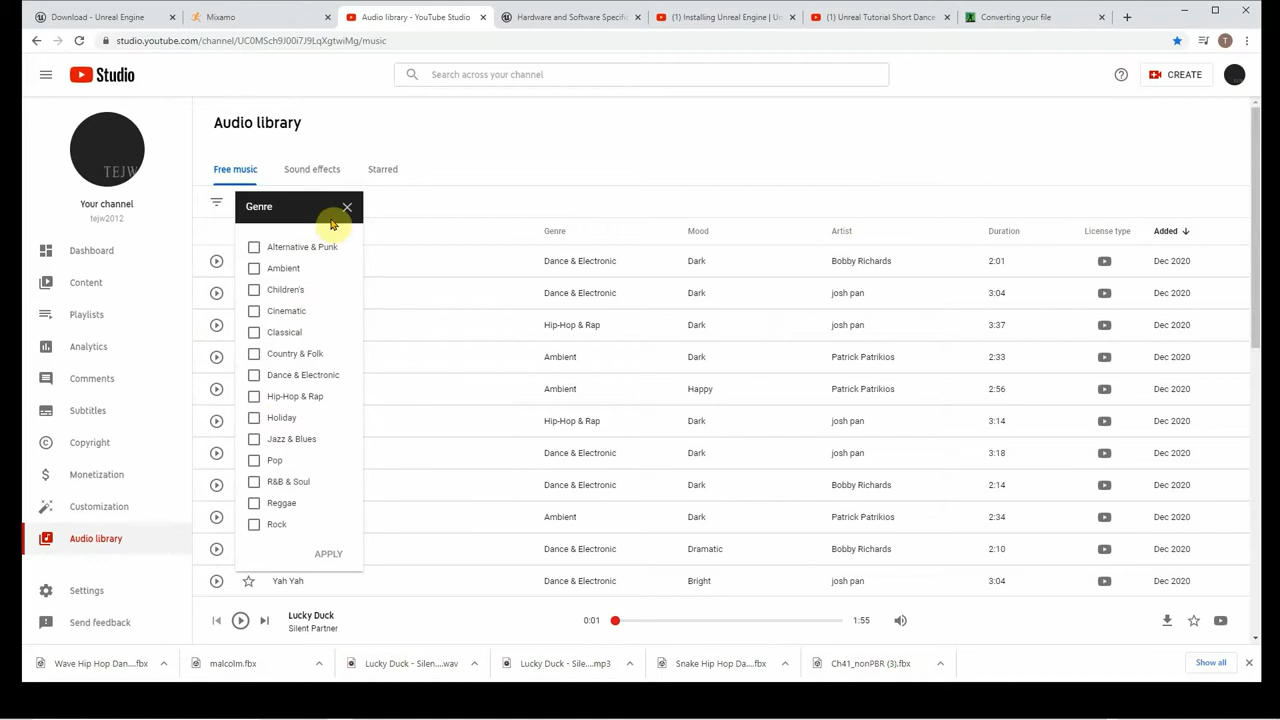 Download - Unreal Engine
Mixamo
Audio library - YouTube Studio
Hardware and Software Specific
(1) Installing Unreal Engine | Un
(1) Unreal Tutorial Short Dance
Converting your file
studio.youtube.com/channel/UC0MSch9J00i7J9LqXgtwiMg/music
T
Studio
Search across your channel
CREATE
TEJW
Your channel
tejw2012
Dashboard
Content
Playlists
Analytics
Comments
Subtitles
Copyright
Monetization
Customization
Audio library
Settings
Send feedback
Audio library
Free music Sound effects Starred
Genre
Alternative & Punk
Ambient
Children's
Cinematic
Classical
Country & Folk
Dance & Electronic
Hip-Hop & Rap
Holiday
Jazz & Blues
Pop
R&B & Soul
Reggae
Rock
APPLY
Genre Mood Artist Duration License type Added
Dance & Electronic Dark Bobby Richards 2:01 Dec 2020
Dance & Electronic Dark josh pan 3:04 Dec 2020
Hip-Hop & Rap Dark josh pan 3:37 Dec 2020
Ambient Dark Patrick Patrikios 2:33 Dec 2020
Ambient Happy Patrick Patrikios 2:56 Dec 2020
Hip-Hop & Rap Dark josh pan 3:14 Dec 2020
Dance & Electronic Dark josh pan 3:18 Dec 2020
Dance & Electronic Dark Bobby Richards 2:14 Dec 2020
Ambient Dark Patrick Patrikios 2:34 Dec 2020
Dance & Electronic Dramatic Bobby Richards 2:10 Dec 2020
Yah Yah Dance & Electronic Bright josh pan 3:04 Dec 2020
Lucky Duck
Silent Partner
0:01
1:55
Wave Hip Hop Dan....fbx
malcolm.fbx
Lucky Duck - Silen....wav
Lucky Duck - Sile....mp3
Snake Hip Hop Da....fbx
Ch41_nonPBR (3).fbx
Show all